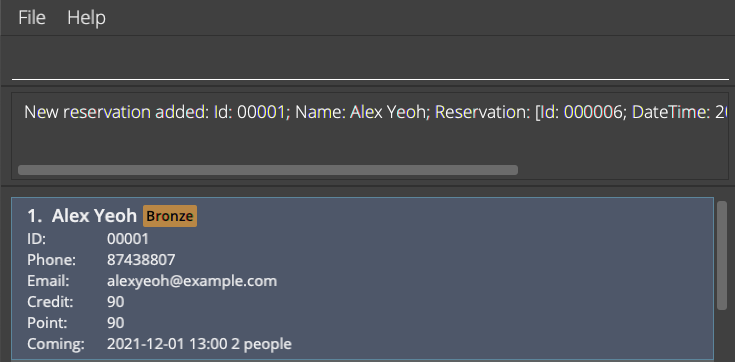 File Help
New reservation added: Id: 00001; Name: Alex Yeoh; Reservation: [Id: 000006; DateTime: 20
1. Alex Yeoh Bronze
ID: 00001
Phone: 87438807
Email: alexyeoh@example.com
Credit: 90
Point: 90
Coming: 2021-12-01 13:00 2 people